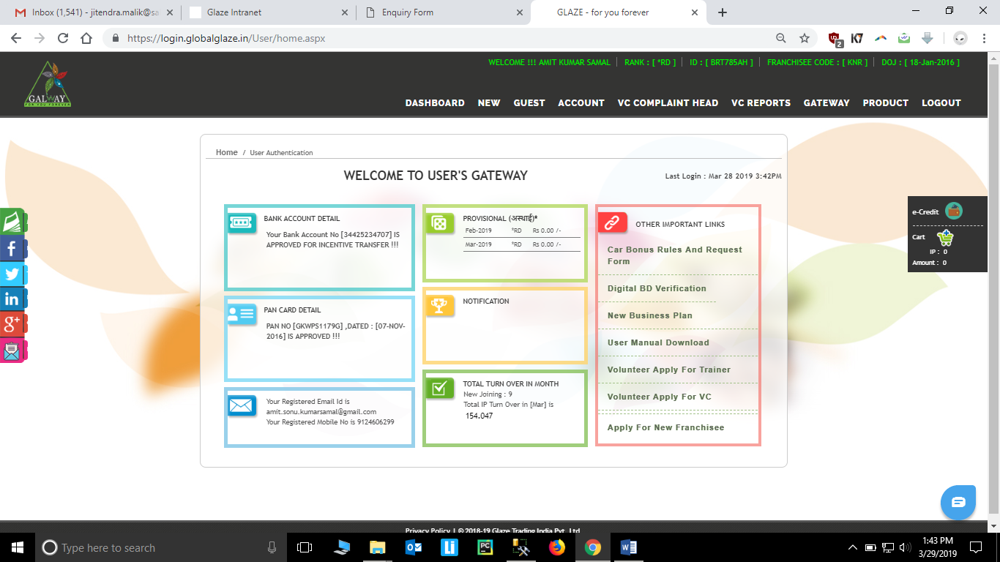 Inbox (1,541) - jitendra.malik@sa
Glaze Intranet
Enquiry Form
GLAZE - for you forever
https://login.globalglaze.in/User/home.aspx
2
K7
WELCOME !!! AMIT KUMAR SAMAL | RANK : [ *RD ] | ID : [ BRT785AH ] | FRANCHISEE CODE : [ KNR ] | DOJ : [ 18-Jan-2016 ]
GALWAY
FOR YOU FOREVER
DASHBOARD NEW GUEST ACCOUNT VC COMPLAINT HEAD VC REPORTS GATEWAY PRODUCT LOGOUT
Home / User Authentication
WELCOME TO USER'S GATEWAY
Last Login : Mar 28 2019 3:42PM
BANK ACCOUNT DETAIL
Your Bank Account No [34425234707] IS
APPROVED FOR INCENTIVE TRANSFER !!!
PAN CARD DETAIL
PAN NO [GKWPS1179G] ,DATED : [07-NOV-
2016] IS APPROVED !!!
Your Registered Email Id is
amit.sonu.kumarsamal@gmail.com
Your Registered Mobile No is 9124606299
PROVISIONAL (अस्थाई)*
Feb-2019 *RD Rs 0.00 /-
Mar-2019 *RD Rs 0.00 /-
NOTIFICATION
TOTAL TURN OVER IN MONTH
New Joining : 9
Total IP Turn Over in [Mar] is
154.047
OTHER IMPORTANT LINKS
Car Bonus Rules And Request
Form
Digital BD Verification
New Business Plan
User Manual Download
Volunteer Apply For Trainer
Volunteer Apply For VC
Apply For New Franchisee
e-Credit
Cart
IP : 0
Amount : 0
f
in
g+
Privacy Policy | © 2018-19 Glaze Trading India Pvt. Ltd
Type here to search
Li
PC
1:43 PM
3/29/2019